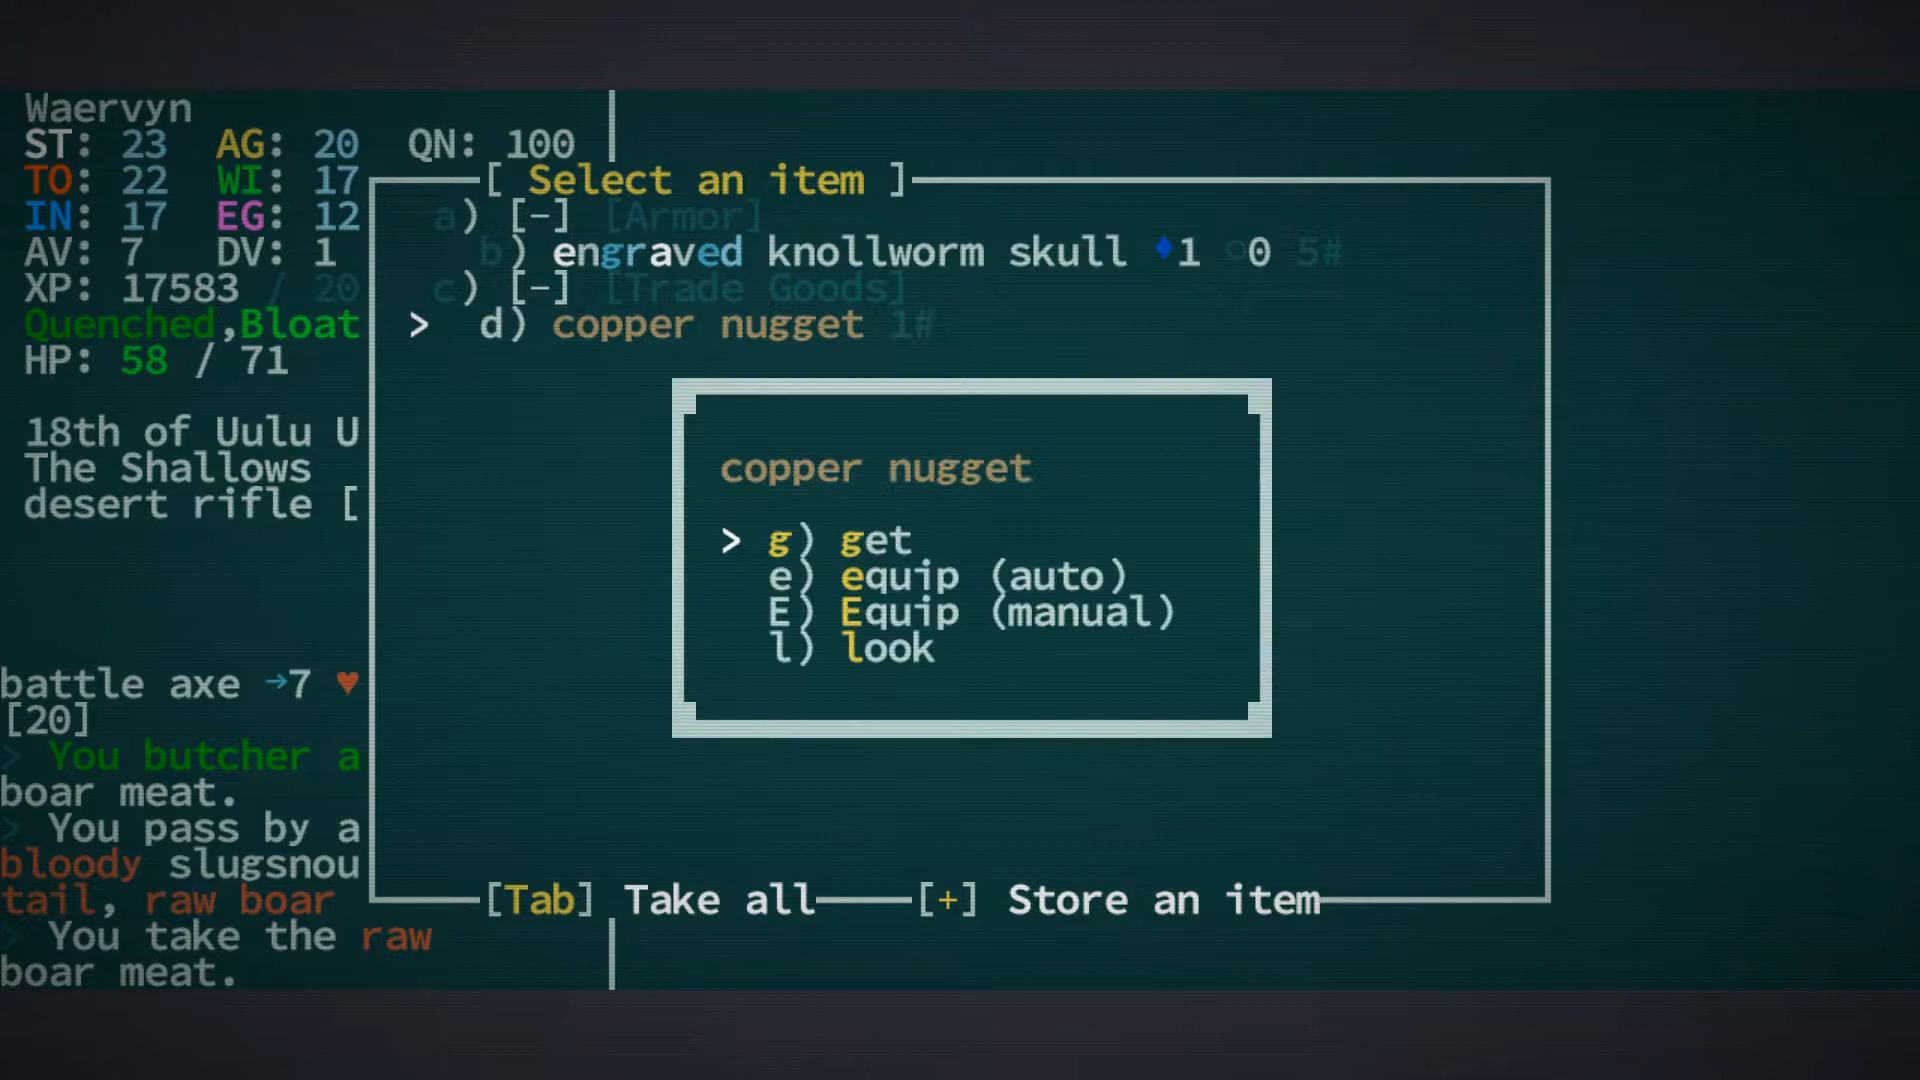 Waervyn
ST: 23 AG: 20 QN: 100
TO: 22 WI: 17
IN: 17 EG: 12
AV: 7 DV: 1
XP: 17583 / 20
Quenched,Bloat
HP: 58 / 71
18th of Uulu U
The Shallows
desert rifle [
battle axe →7 ♥
[20]
> You butcher a
boar meat.
> You pass by a
bloody slugsnou
tail, raw boar
> You take the raw
boar meat.
[ Select an item ]
a) [-] [Armor]
b) engraved knollworm skull ♦1 ○0 5#
c) [-] [Trade Goods]
> d) copper nugget 1#
copper nugget
> g) get
e) equip (auto)
E) Equip (manual)
l) look
[Tab] Take all [+] Store an item